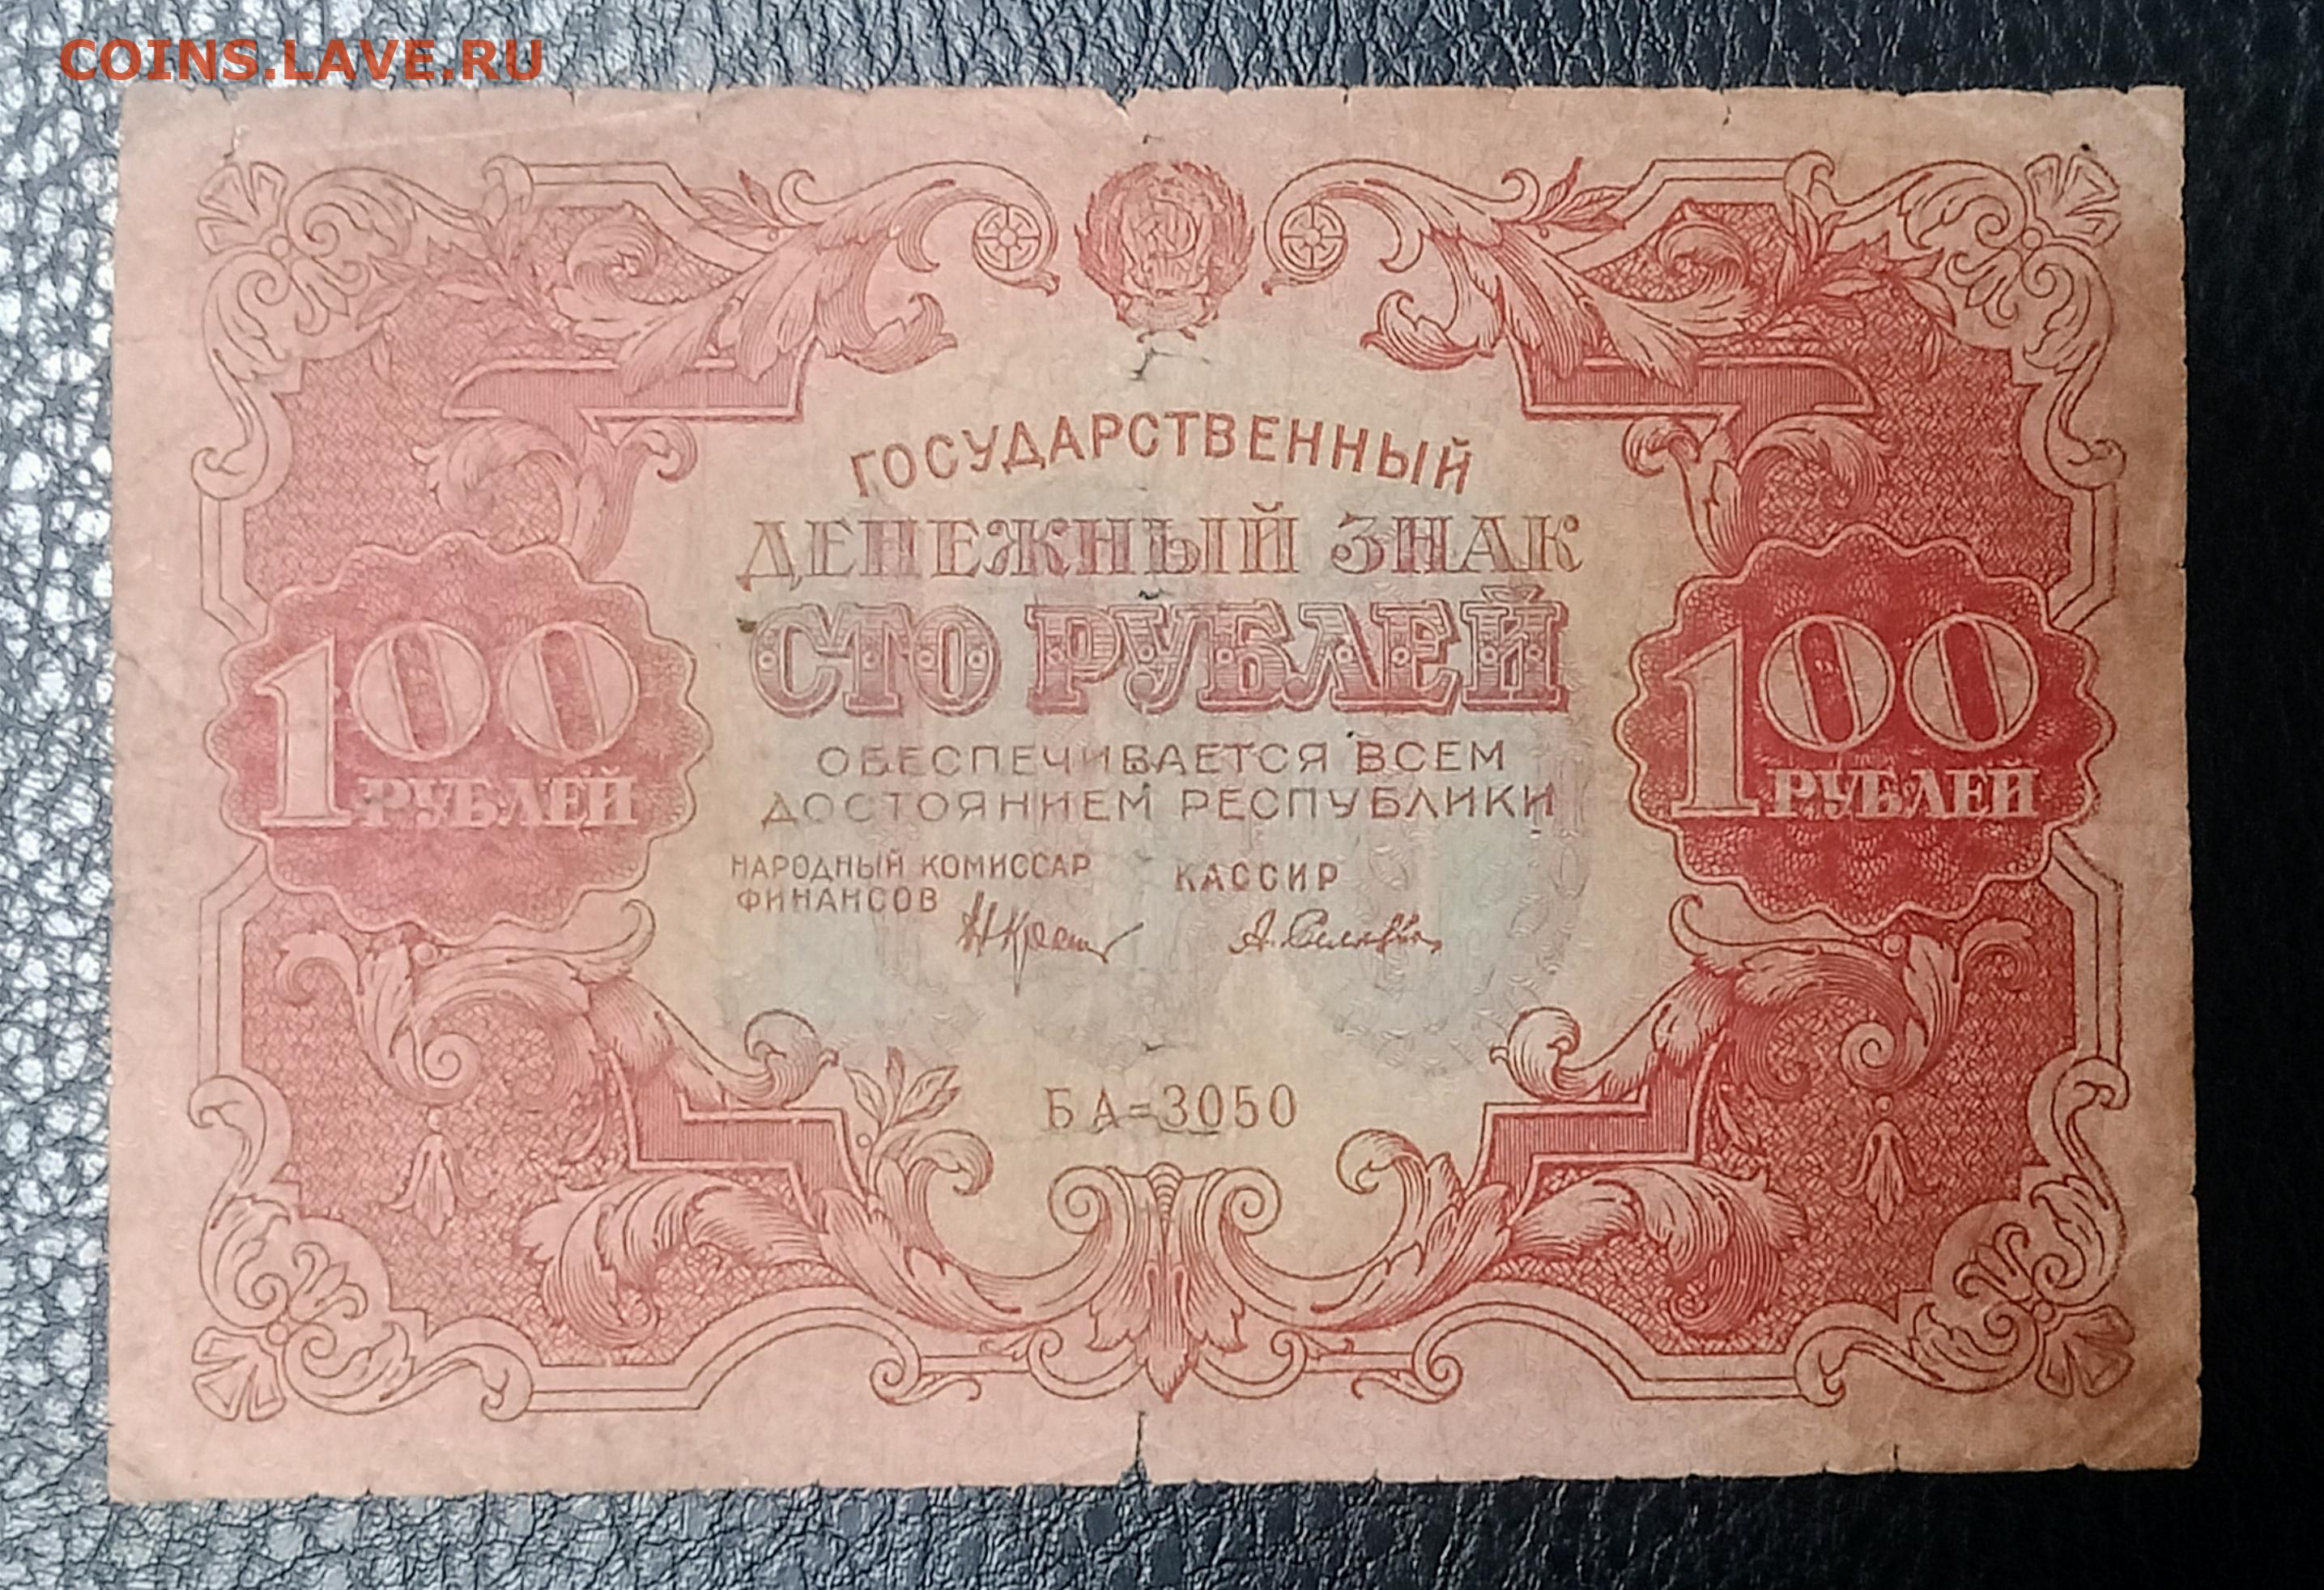 COINS.LAVE.RU
ГОСУДАРСТВЕННЫЙ
ДЕНЕЖНЫЙ ЗНАК
СТО РУБЛЕЙ
100
РУБЛЕЙ
100
РУБЛЕЙ
ОБЕСПЕЧИВАЕТСЯ ВСЕМ
ДОСТОЯНИЕМ РЕСПУБЛИКИ
НАРОДНЫЙ КОМИССАР
ФИНАНСОВ
КАССИР
БА=3050